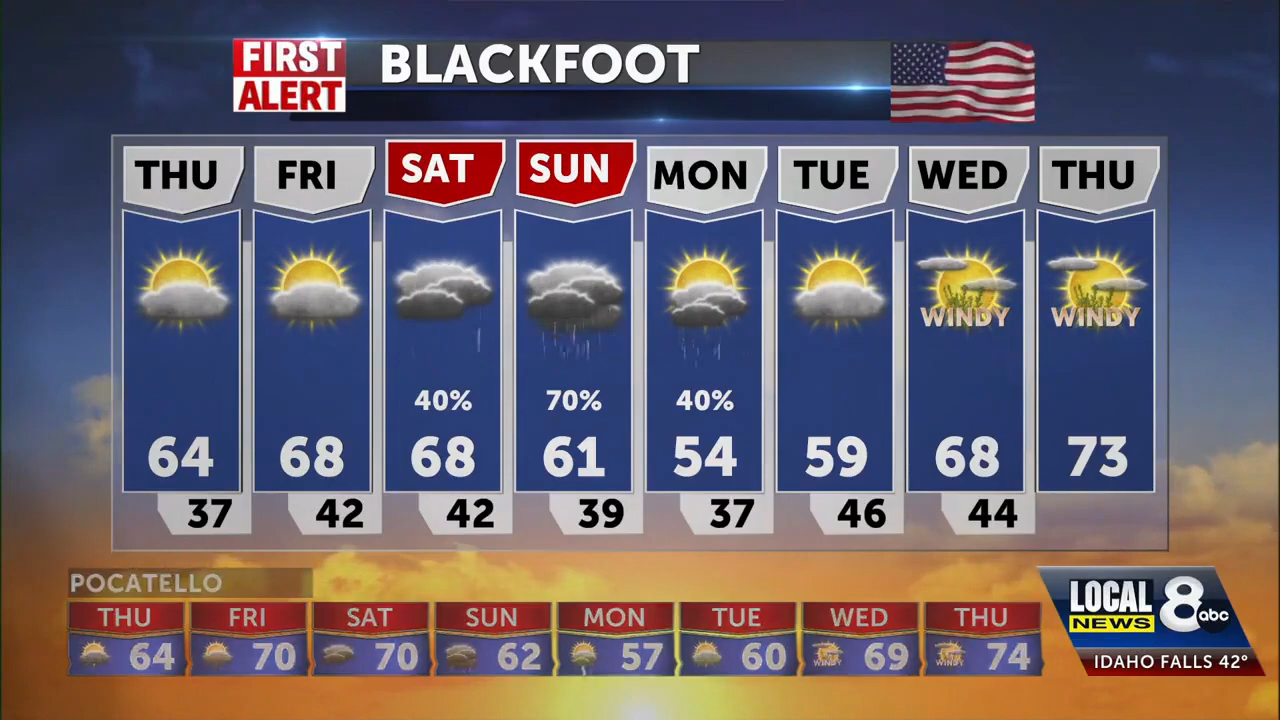 FIRST
ALERT
BLACKFOOT
THU FRI SAT SUN MON TUE WED THU
WINDY WINDY
40% 70% 40%
64 68 68 61 54 59 68 73
37 42 42 39 37 46 44
POCATELLO
THU FRI SAT SUN MON TUE WED THU
64 70 70 62 57 60 69 74
WINDY WINDY
LOCAL
NEWS
8 abc
IDAHO FALLS 42°